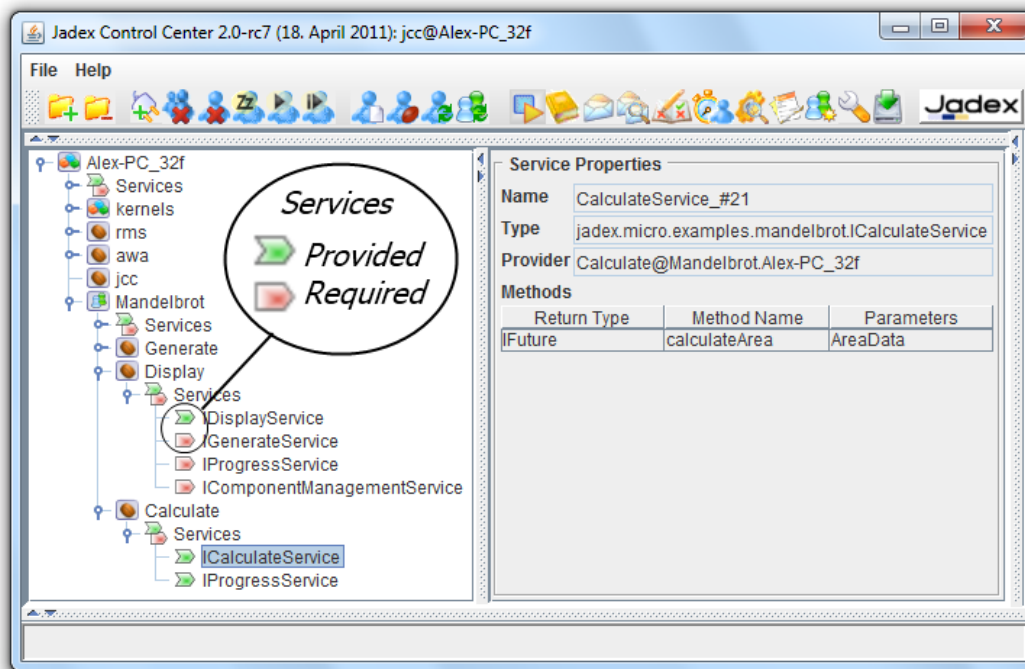 Jadex Control Center 2.0-rc7 (18. April 2011): jcc@Alex-PC_32f
File Help
Jadex
Alex-PC_32f
Services
kernels
rms
awa
jcc
Mandelbrot
Services
Generate
Display
Services
IDisplayService
IGenerateService
IProgressService
IComponentManagementService
Calculate
Services
ICalculateService
IProgressService
Services
Provided
Required
Service Properties
Name CalculateService_#21
Type jadex.micro.examples.mandelbrot.ICalculateService
Provider Calculate@Mandelbrot.Alex-PC_32f
Methods
Return Type Method Name Parameters
IFuture calculateArea AreaData